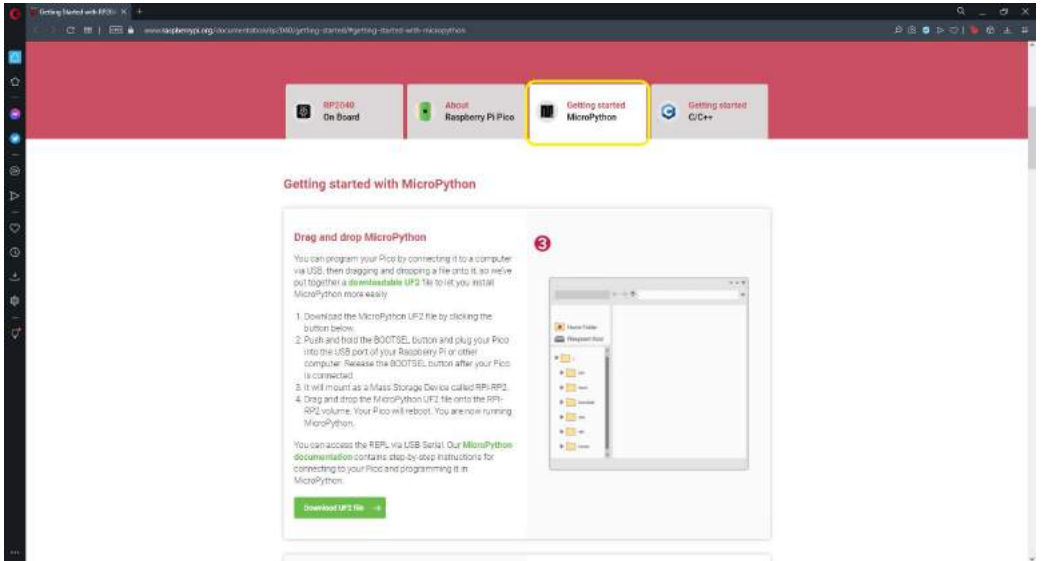 Getting Started with RP20
www.raspberrypi.org/documentation/rp2040/getting-started/#getting-started-with-micropython
RP2040
On Board
About
Raspberry Pi Pico
Getting started
MicroPython
Getting started
C/C++
Getting started with MicroPython
Drag and drop MicroPython
You can program your Pico by connecting it to a computer
via USB, then dragging and dropping a file onto it, so we've
put together a downloadable UF2 file to let you install
MicroPython more easily
1. Download the MicroPython UF2 file by clicking the
button below.
2. Push and hold the BOOTSEL button and plug your Pico
into the USB port of your Raspberry Pi or other
computer. Release the BOOTSEL button after your Pico
is connected.
3. It will mount as a Mass Storage Device called RPI-RP2.
4. Drag and drop the MicroPython UF2 file onto the RPI-
RP2 volume. Your Pico will reboot. You are now running
MicroPython.
You can access the REPL via USB Serial. Our MicroPython
documentation contains step-by-step instructions for
connecting to your Pico and programming it in
MicroPython.
Download UF2 file
3
Home Folder